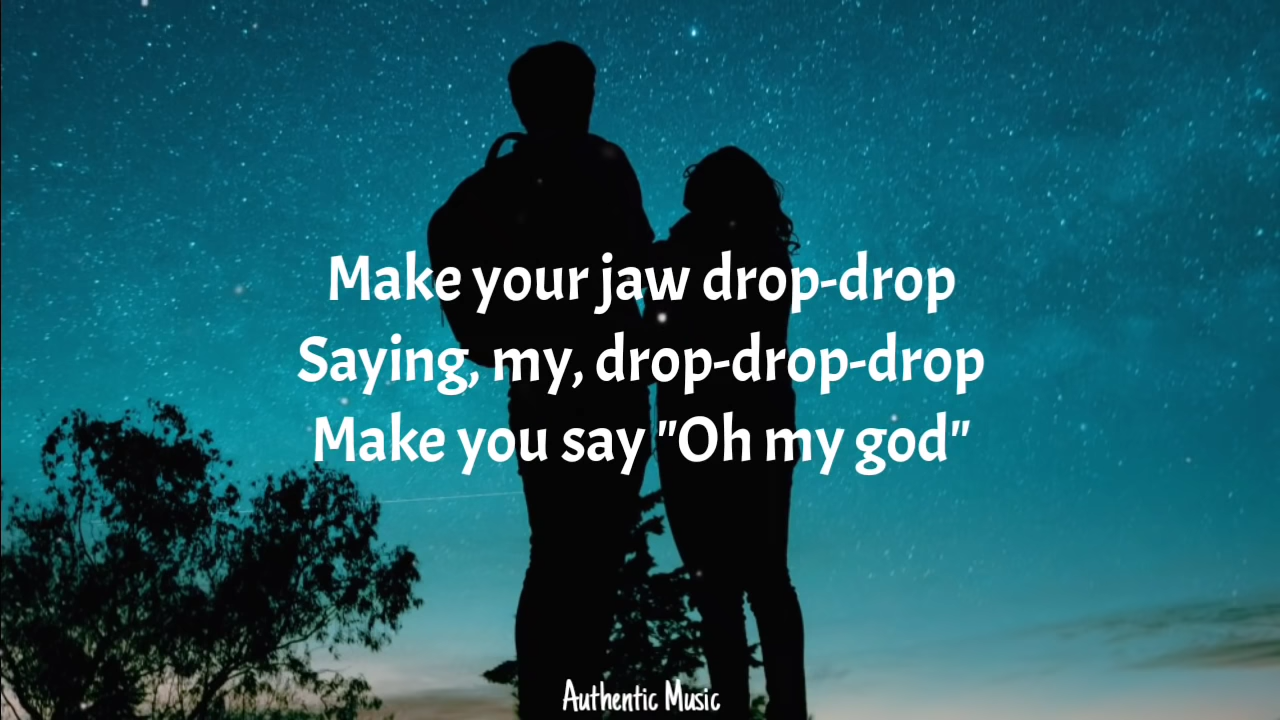 Make your jaw drop-drop
Saying, my, drop-drop-drop
Make you say "Oh my god"
Authentic Music